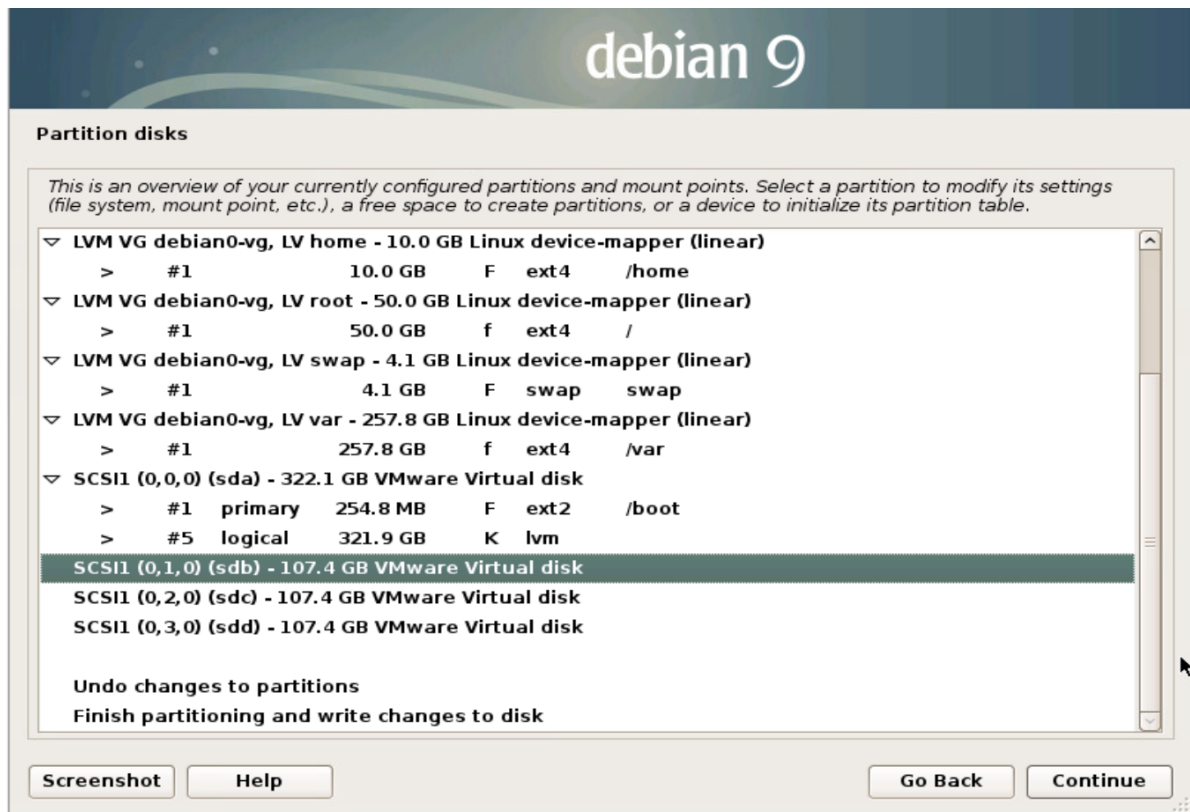 debian 9
Partition disks
This is an overview of your currently configured partitions and mount points. Select a partition to modify its settings
(file system, mount point, etc.), a free space to create partitions, or a device to initialize its partition table.
LVM VG debian0-vg, LV home - 10.0 GB Linux device-mapper (linear)
> #1 10.0 GB F ext4 /home
LVM VG debian0-vg, LV root - 50.0 GB Linux device-mapper (linear)
> #1 50.0 GB f ext4 /
LVM VG debian0-vg, LV swap - 4.1 GB Linux device-mapper (linear)
> #1 4.1 GB F swap swap
LVM VG debian0-vg, LV var - 257.8 GB Linux device-mapper (linear)
> #1 257.8 GB f ext4 /var
SCSI1 (0,0,0) (sda) - 322.1 GB VMware Virtual disk
> #1 primary 254.8 MB F ext2 /boot
> #5 logical 321.9 GB K lvm
SCSI1 (0,1,0) (sdb) - 107.4 GB VMware Virtual disk
SCSI1 (0,2,0) (sdc) - 107.4 GB VMware Virtual disk
SCSI1 (0,3,0) (sdd) - 107.4 GB VMware Virtual disk
Undo changes to partitions
Finish partitioning and write changes to disk
Screenshot Help Go Back Continue